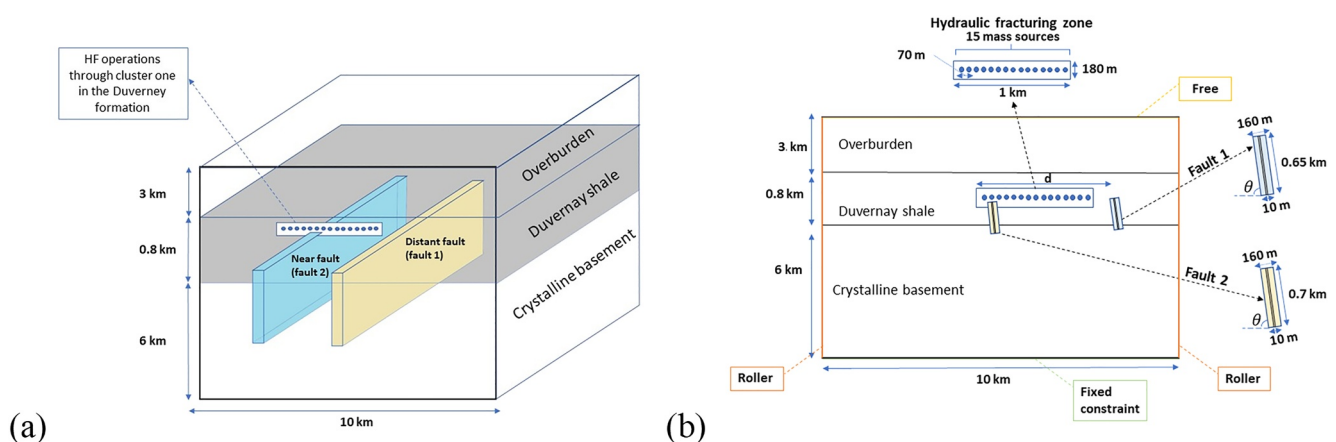 HF operations
through cluster one
in the Duverney
formation
3 km
0.8 km
6 km
10 km
Overburden
Duvernay shale
Crystalline basement
Near fault
(fault 2)
Distant fault
(fault 1)
(a)
Hydraulic fracturing zone
15 mass sources
70 m
180 m
1 km
Free
3. km
0.8 km
6 km
Overburden
Duvernay shale
Crystalline basement
d
Fault 1
160 m
0.65 km
θ
10 m
Fault 2
160 m
0.7 km
θ
10 m
Roller
10 km
Roller
Fixed
constraint
(b)